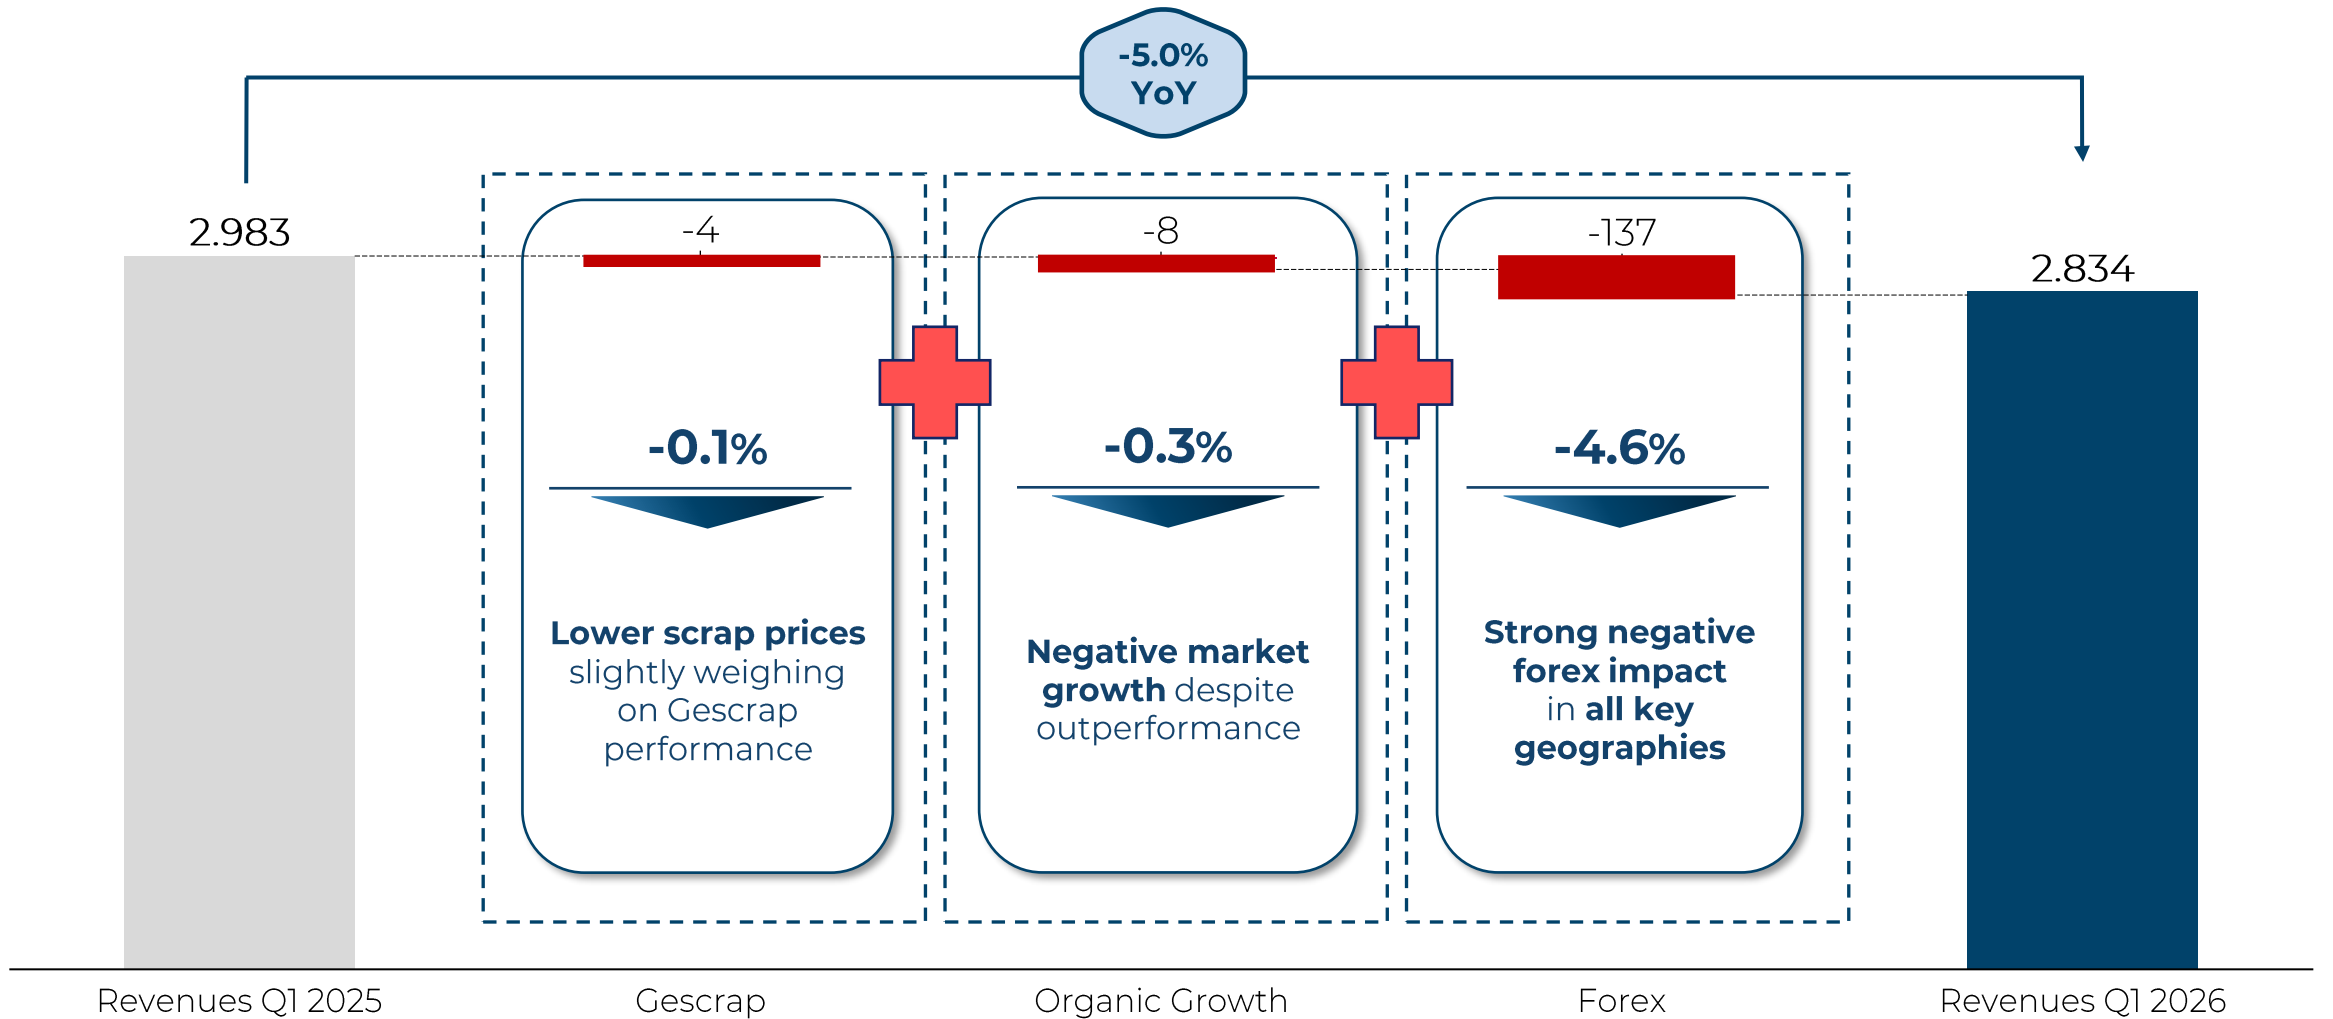 -5.0%
YoY
2.983
-4
-8
-137
2.834
-0.1%
Lower scrap prices
slightly weighing
on Gescrap
performance
-0.3%
Negative market
growth despite
outperformance
-4.6%
Strong negative
forex impact
in all key
geographies
Revenues Q1 2025
Gescrap
Organic Growth
Forex
Revenues Q1 2026